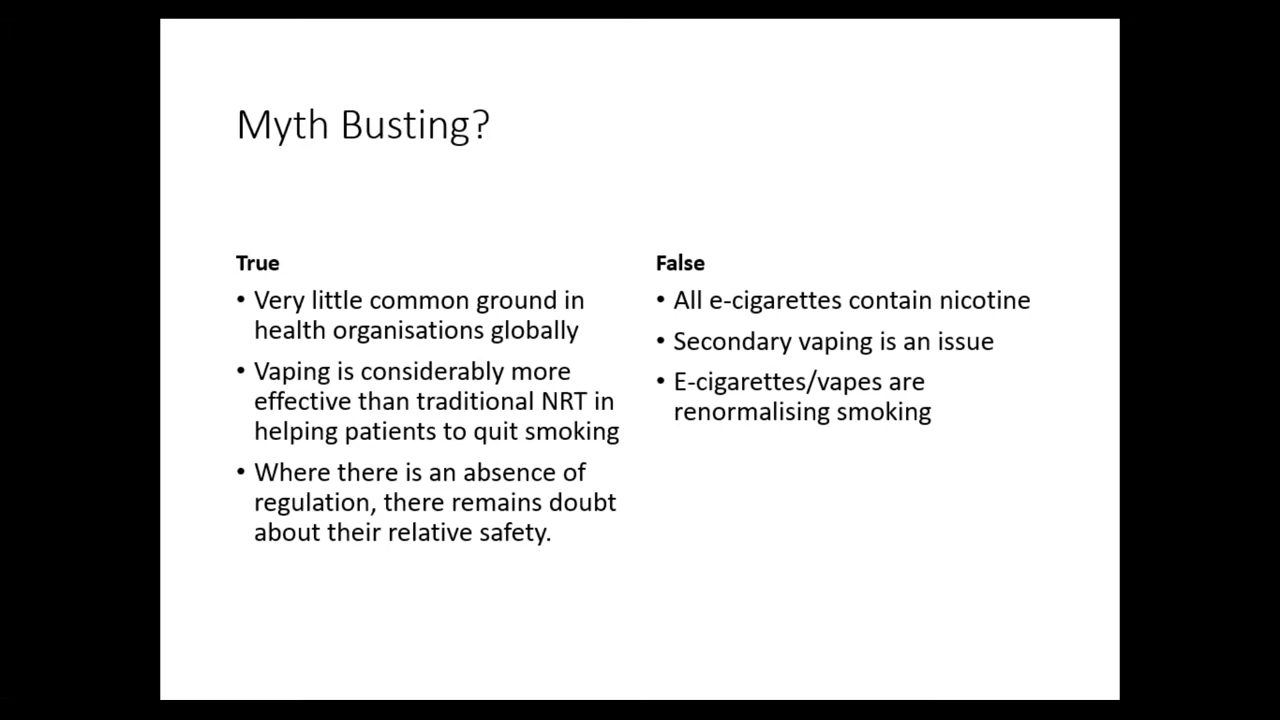 Myth Busting?
True
• Very little common ground in
health organisations globally
• Vaping is considerably more
effective than traditional NRT in
helping patients to quit smoking
• Where there is an absence of
regulation, there remains doubt
about their relative safety.
False
• All e-cigarettes contain nicotine
• Secondary vaping is an issue
• E-cigarettes/vapes are
renormalising smoking